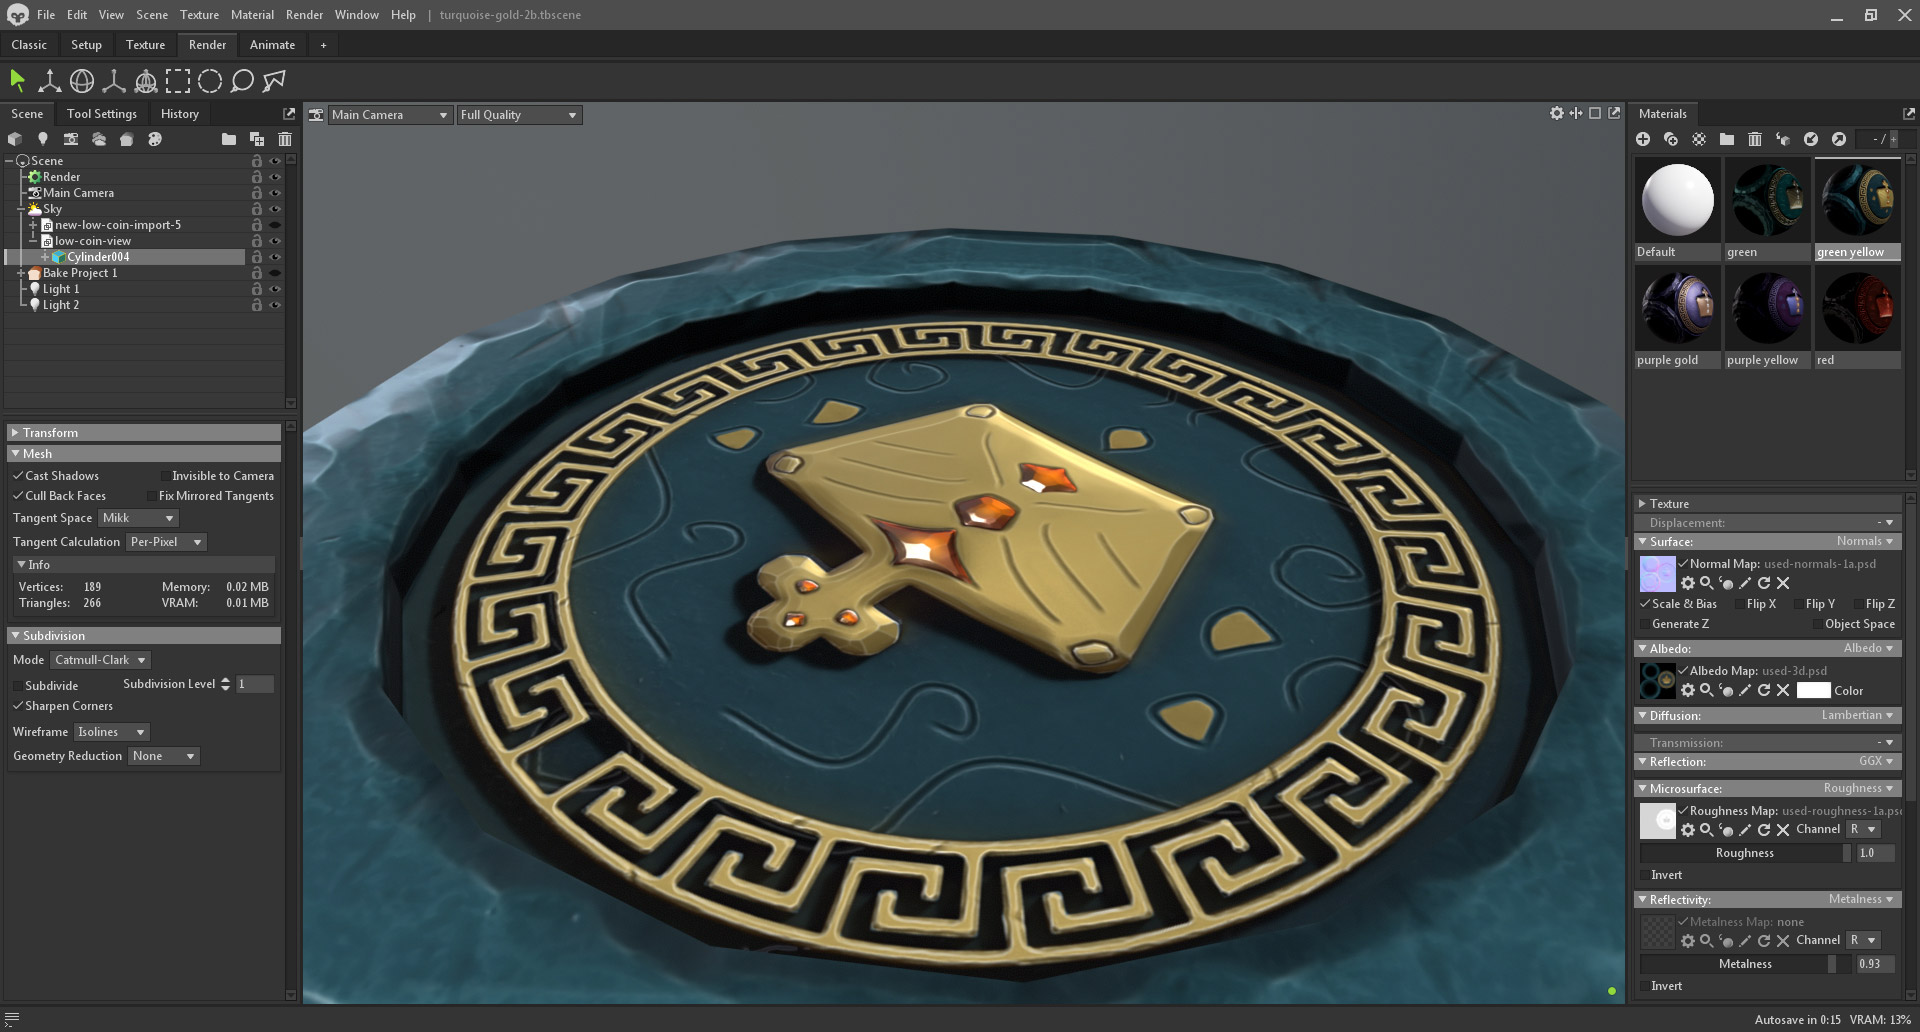 File Edit View Scene Texture Material Render Window Help | turquoise-gold-2b.tbscene
Classic Setup Texture Render Animate +
Scene Tool Settings History
Scene
Render
Main Camera
Sky
new-low-coin-import-5
low-coin-view
Cylinder004
Bake Project 1
Light 1
Light 2
Transform
Mesh
Cast Shadows Invisible to Camera
Cull Back Faces Fix Mirrored Tangents
Tangent Space Mikk
Tangent Calculation Per-Pixel
Info
Vertices: 189 Memory: 0.02 MB
Triangles: 266 VRAM: 0.01 MB
Subdivision
Mode Catmull-Clark
Subdivide Subdivision Level 1
Sharpen Corners
Wireframe Isolines
Geometry Reduction None
Main Camera Full Quality
Materials
- / +
Default green green yellow
purple gold purple yellow red
Texture
Displacement: -
Surface: Normals
Normal Map: used-normals-1a.psd
Scale & Bias Flip X Flip Y Flip Z
Generate Z Object Space
Albedo: Albedo
Albedo Map: used-3d.psd
Color
Diffusion: Lambertian
Transmission: -
Reflection: GGX
Microsurface: Roughness
Roughness Map: used-roughness-1a.psd
Channel R
Roughness 1.0
Invert
Reflectivity: Metalness
Metalness Map: none
Channel R
Metalness 0.93
Invert
Autosave in 0:15 VRAM: 13%